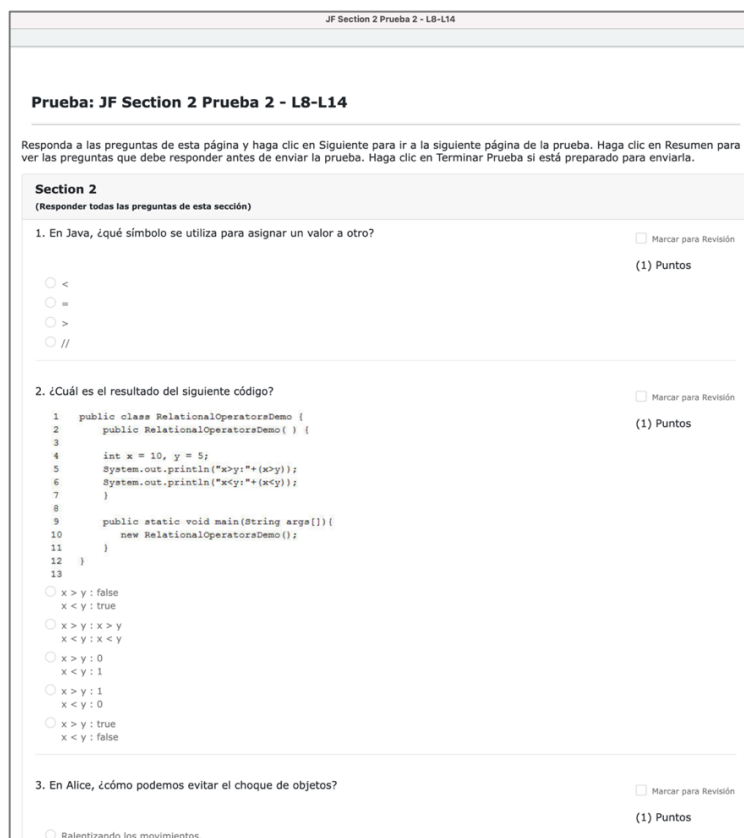 JF Section 2 Prueba 2 - L8-L14
Prueba: JF Section 2 Prueba 2 - L8-L14
Responda a las preguntas de esta página y haga clic en Siguiente para ir a la siguiente página de la prueba. Haga clic en Resumen para
ver las preguntas que debe responder antes de enviar la prueba. Haga clic en Terminar Prueba si está preparado para enviarla.
Section 2
(Responder todas las preguntas de esta sección)
1. En Java, ¿qué símbolo se utiliza para asignar un valor a otro?
Marcar para Revisión
(1) Puntos
<
=
>
//
2. ¿Cuál es el resultado del siguiente código?
Marcar para Revisión
(1) Puntos
1 public class RelationalOperatorsDemo {
2 public RelationalOperatorsDemo( ) {
3
4 int x = 10, y = 5;
5 System.out.println("x>y:"+(x>y));
6 System.out.println("x<y:"+(x<y));
7 }
8
9 public static void main(String args[]){
10 new RelationalOperatorsDemo();
11 }
12 }
13
x > y : false
x < y : true
x > y : x > y
x < y : x < y
x > y : 0
x < y : 1
x > y : 1
x < y : 0
x > y : true
x < y : false
3. En Alice, ¿cómo podemos evitar el choque de objetos?
Marcar para Revisión
(1) Puntos
Ralentizando los movimientos.